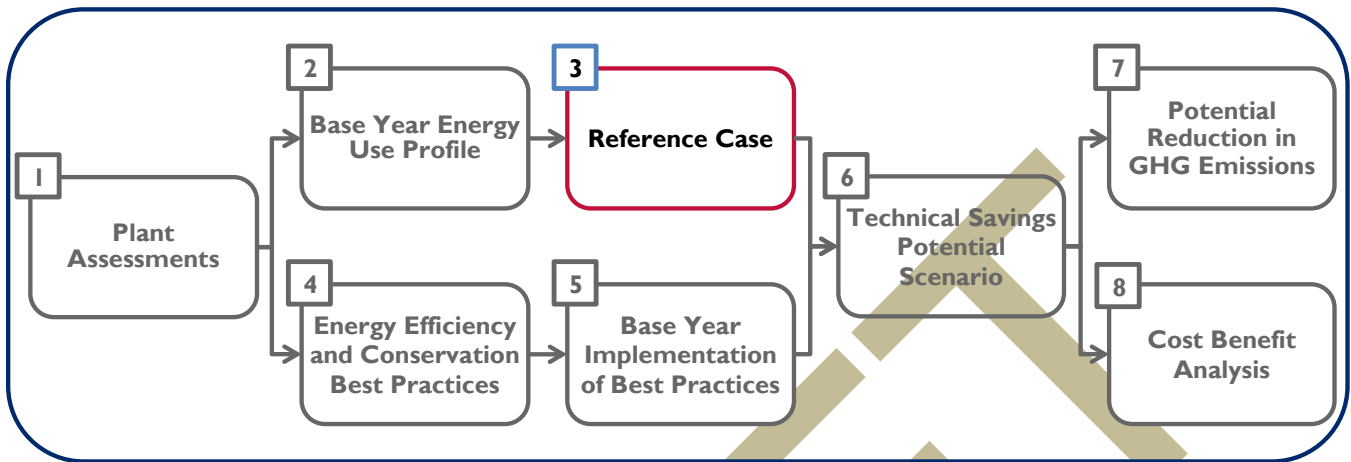 1
Plant
Assessments
2
Base Year Energy
Use Profile
3
Reference Case
4
Energy Efficiency
and Conservation
Best Practices
5
Base Year
Implementation
of Best Practices
6
Technical Savings
Potential
Scenario
7
Potential
Reduction in
GHG Emissions
8
Cost Benefit
Analysis